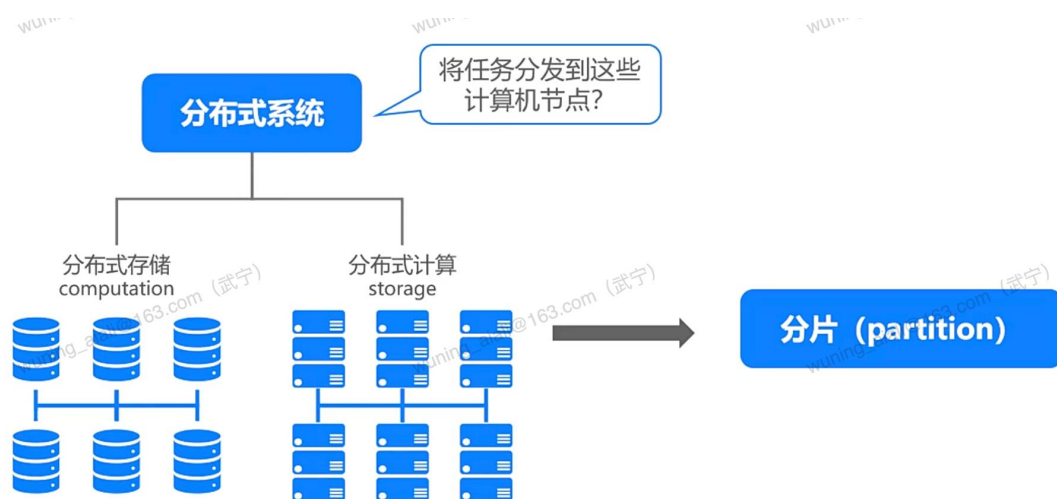 将任务分发到这些
计算机节点?
分布式系统
分布式存储
computation
分布式计算
storage
分片（partition）